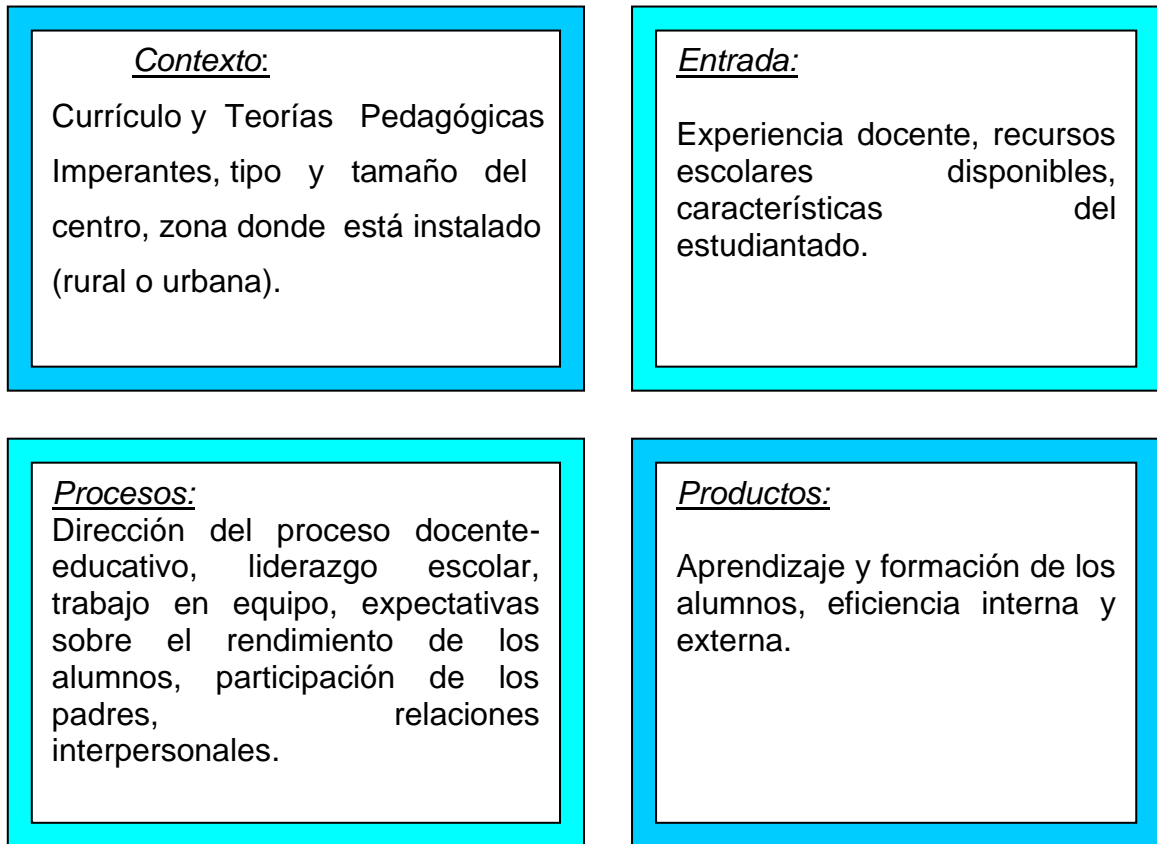 Contexto:
Currículo y Teorías Pedagógicas
Imperantes, tipo y tamaño del
centro, zona donde está instalado
(rural o urbana).
Entrada:
Experiencia docente, recursos
escolares disponibles,
características del
estudiantado.
Procesos:
Dirección del proceso docente-
educativo, liderazgo escolar,
trabajo en equipo, expectativas
sobre el rendimiento de los
alumnos, participación de los
padres, relaciones
interpersonales.
Productos:
Aprendizaje y formación de los
alumnos, eficiencia interna y
externa.